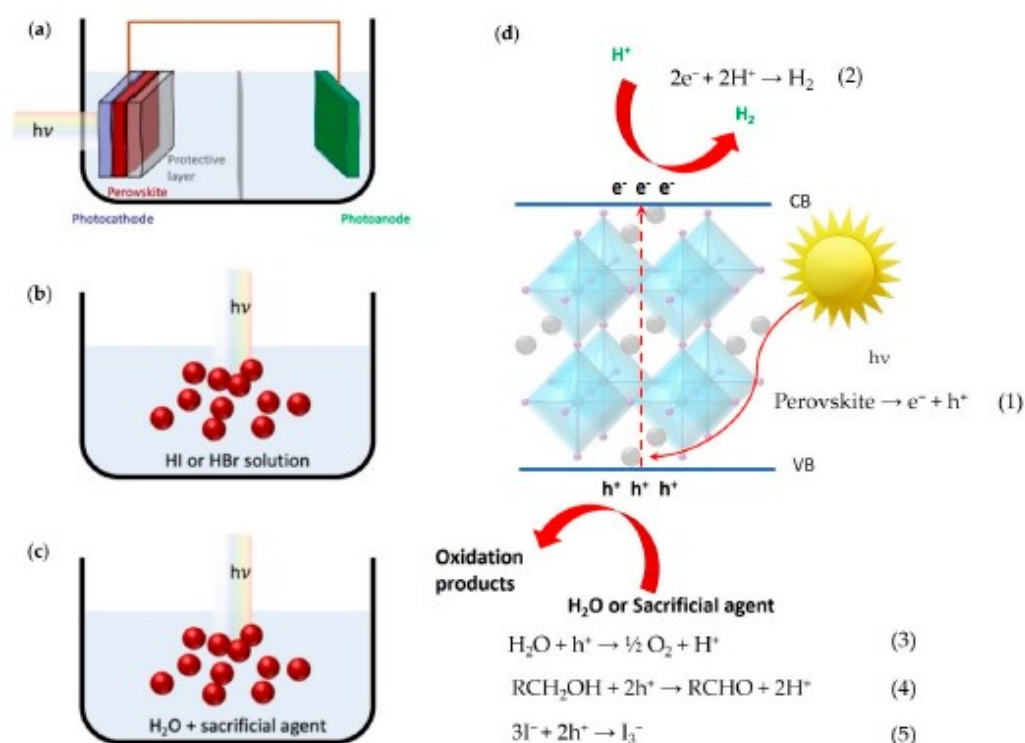 (a)
hν
Protective
layer
Perovskite
Photocathode
Photoanode
(b)
hν
HI or HBr solution
(c)
hν
H₂O + sacrificial agent
(d)
H⁺
2e⁻ + 2H⁺ → H₂ (2)
H₂
e⁻ e⁻ e⁻
CB
hν
Perovskite → e⁻ + h⁺ (1)
VB
h⁺ h⁺ h⁺
Oxidation
products
H₂O or Sacrificial agent
H₂O + h⁺ → ½ O₂ + H⁺ (3)
RCH₂OH + 2h⁺ → RCHO + 2H⁺ (4)
3I⁻ + 2h⁺ → I₃⁻ (5)